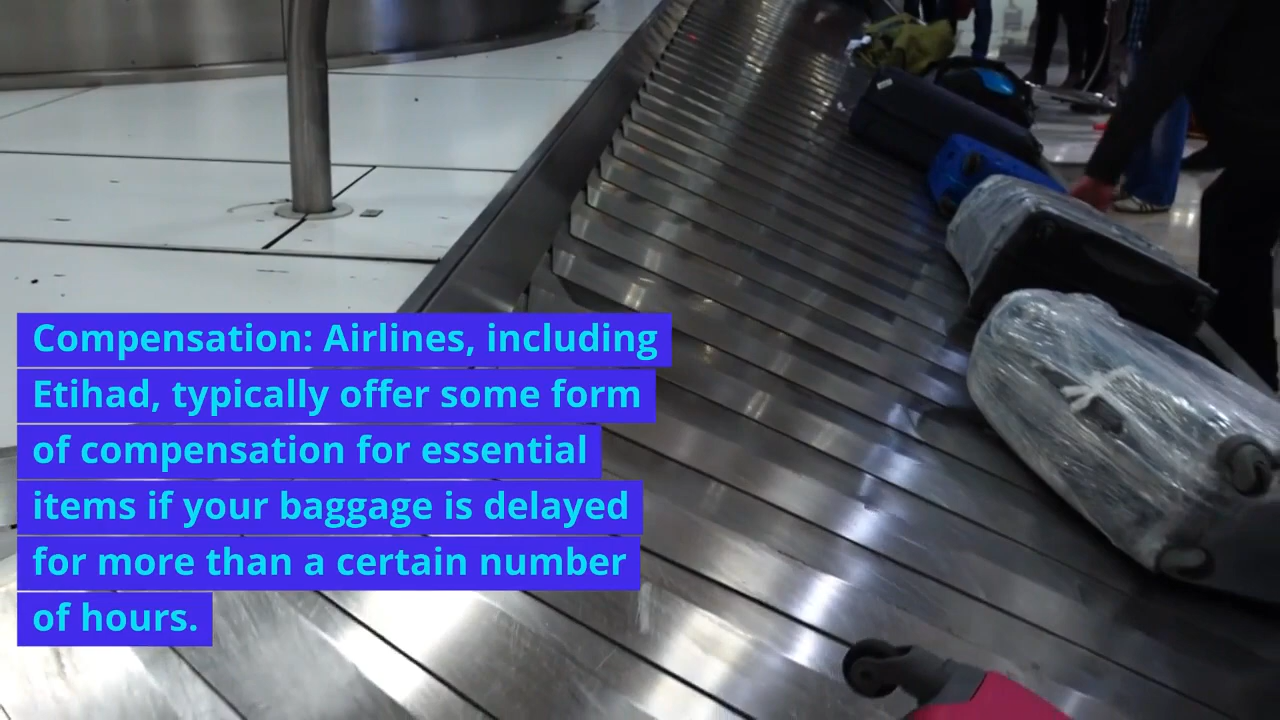 Compensation: Airlines, including
Etihad, typically offer some form
of compensation for essential
items if your baggage is delayed
for more than a certain number
of hours.